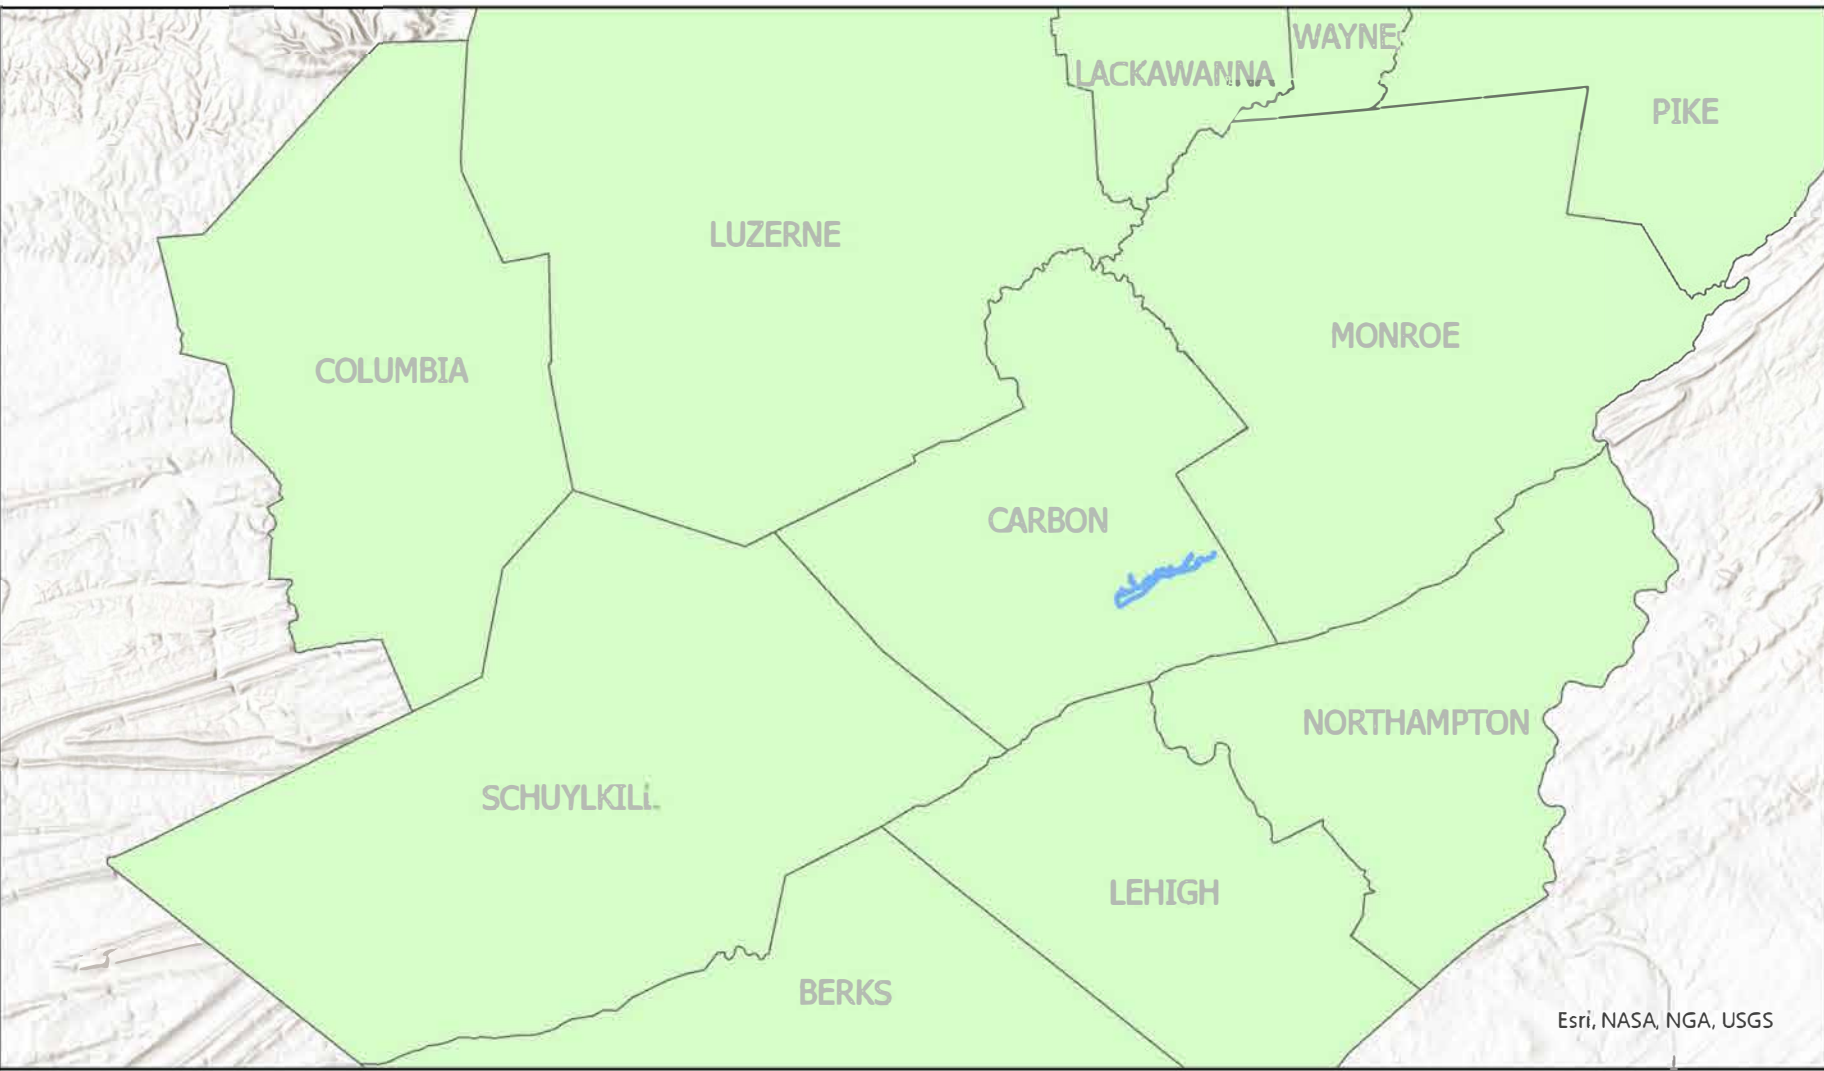 WAYNE
LACKAWANNA
PIKE
LUZERNE
MONROE
COLUMBIA
CARBON
NORTHAMPTON
SCHUYLKILL
LEHIGH
BERKS
Esri, NASA, NGA, USGS